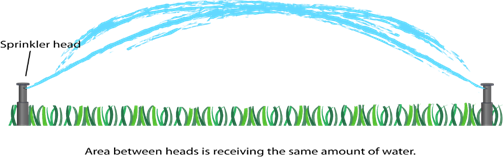 Sprinkler head
Area between heads is receiving the same amount of water.